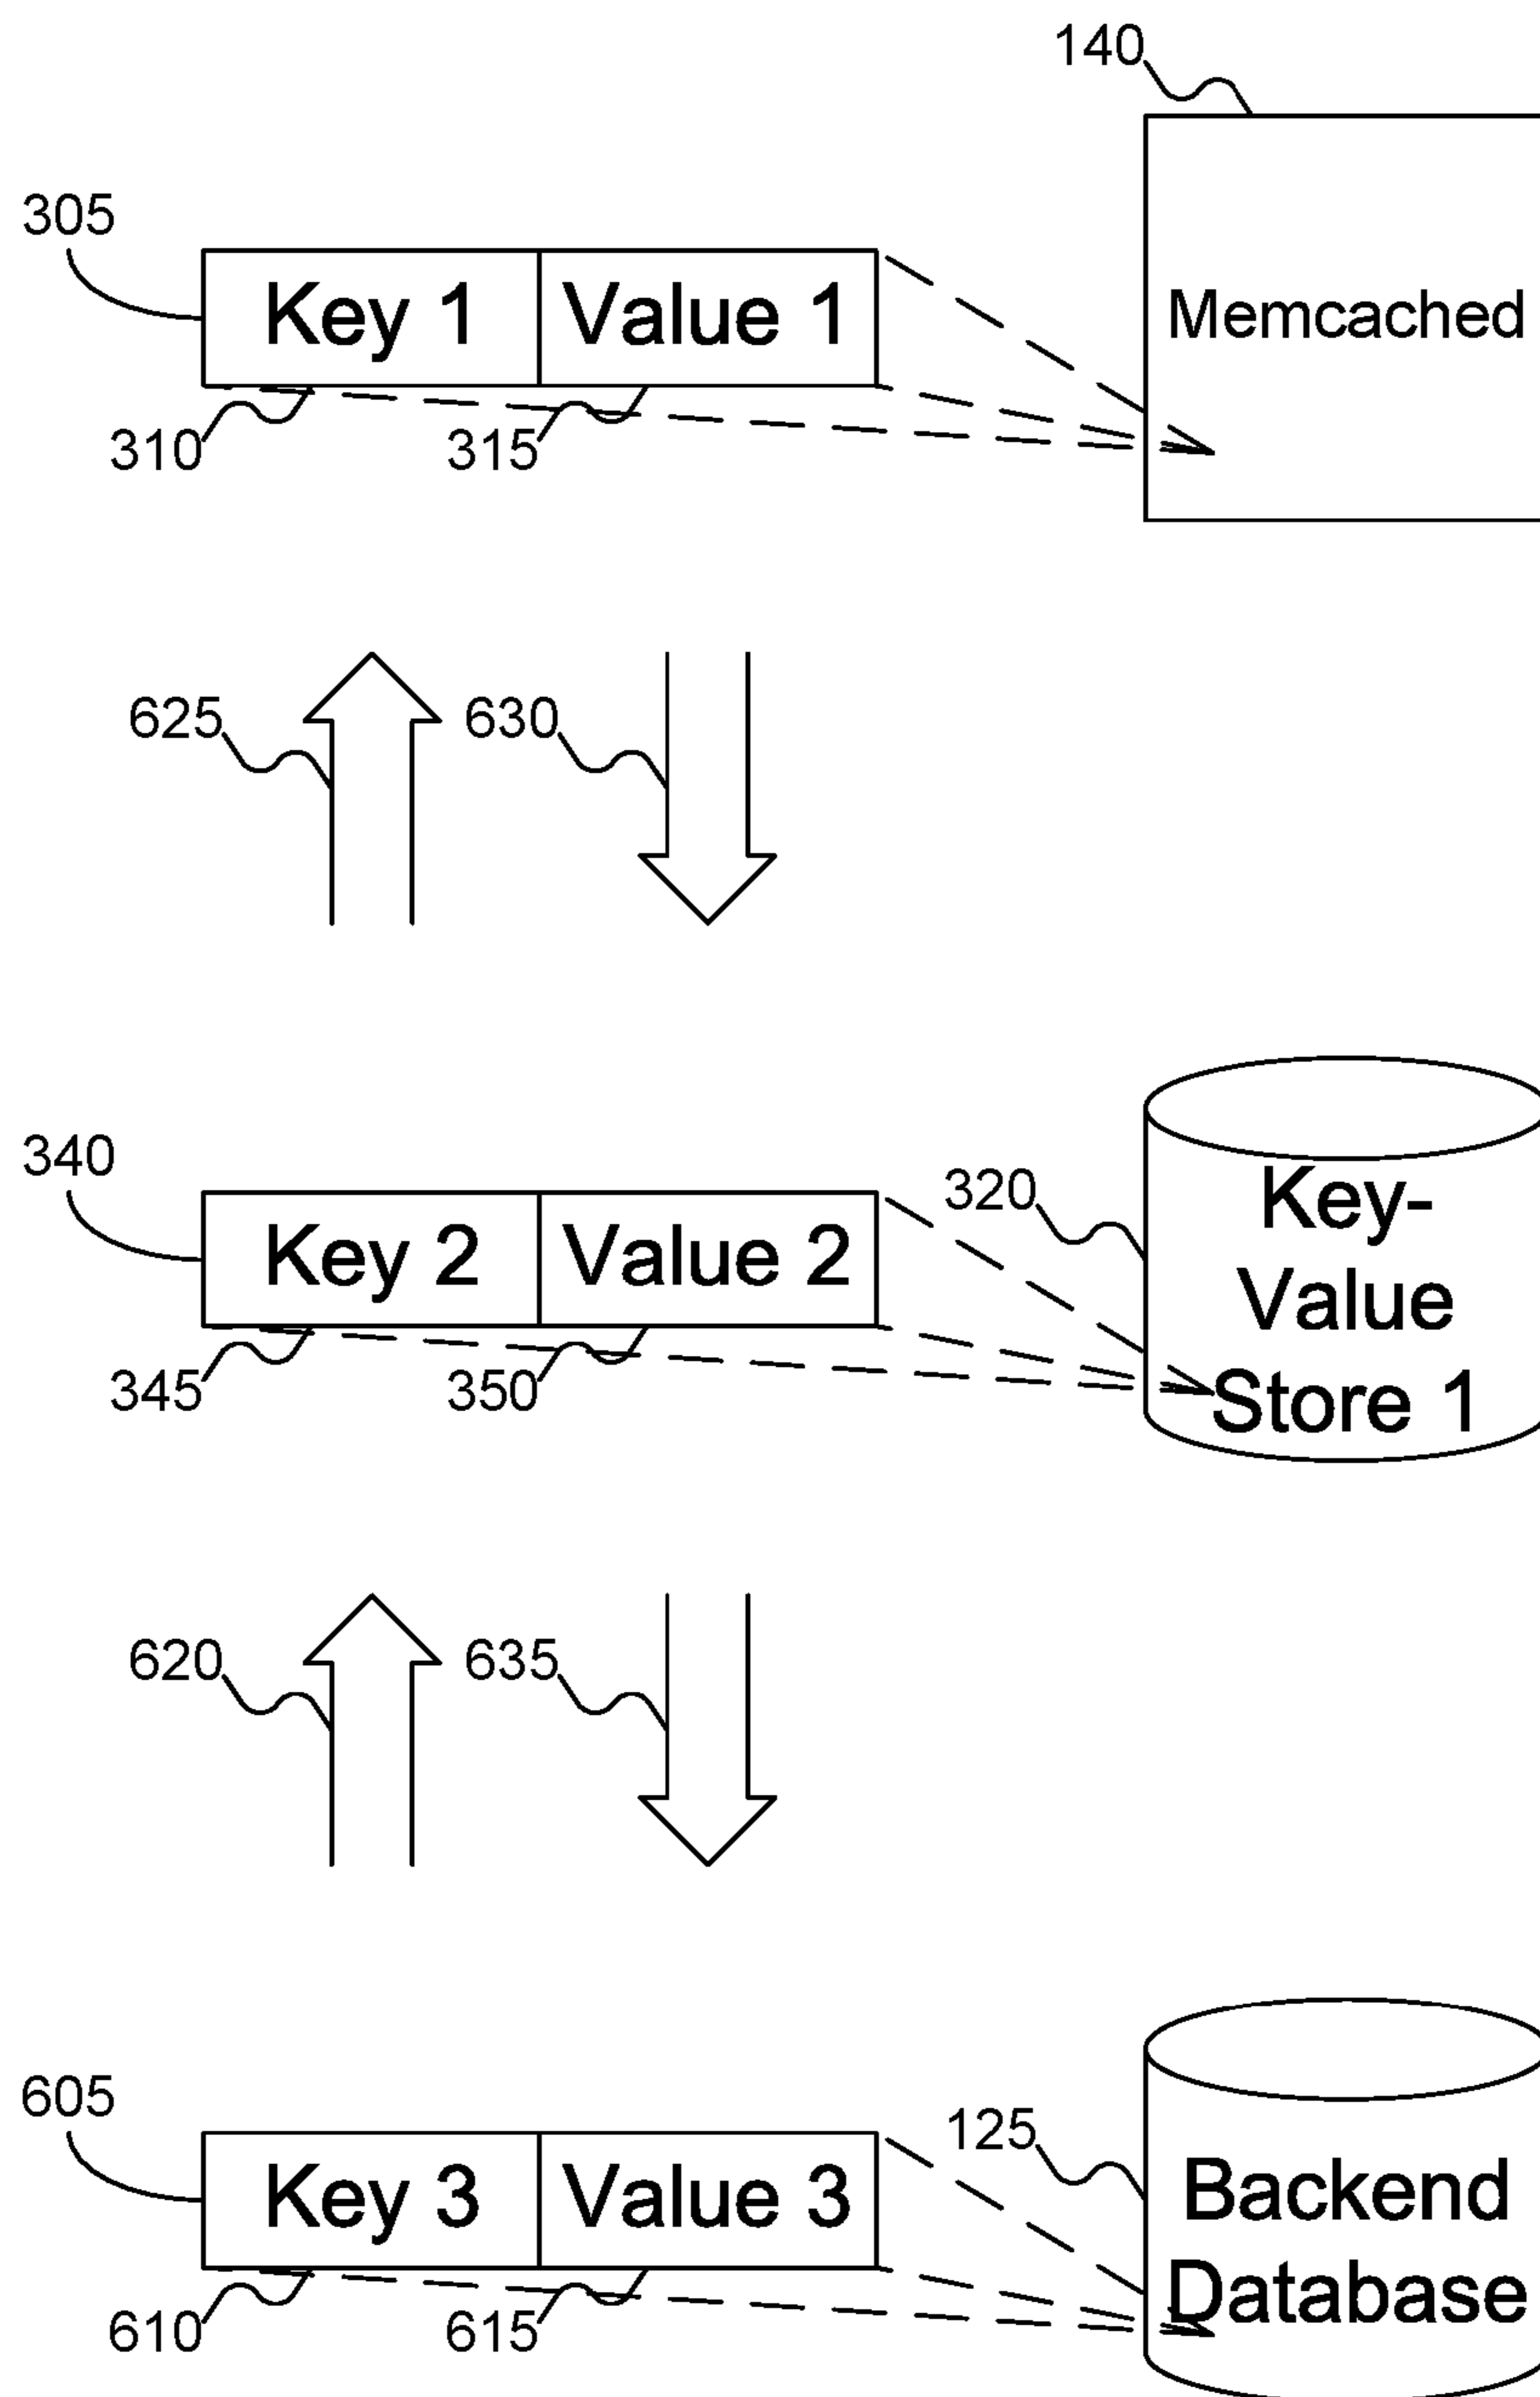 140
305
Key 1 Value 1
Memcached
310 315
625 630
340
320
Key-
Value
Store 1
Key 2 Value 2
345 350
620 635
605
125
Key 3 Value 3
Backend
Database
610 615